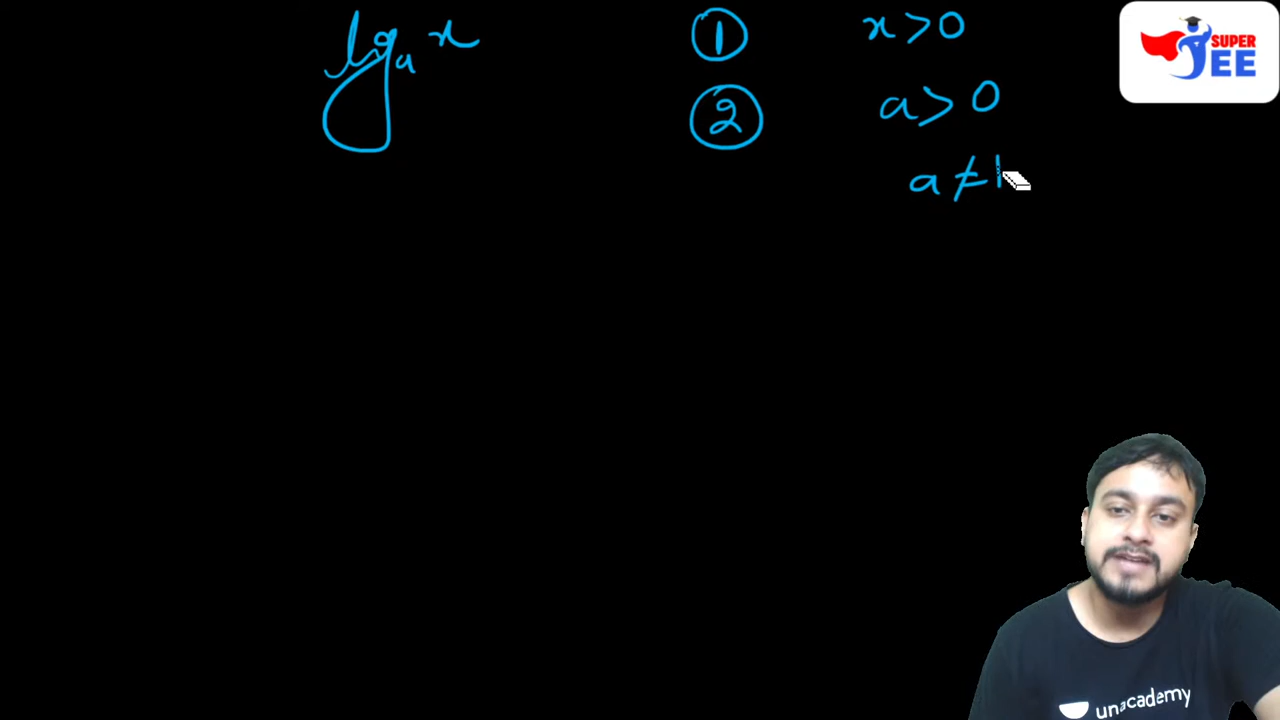 log_a x
① x > 0
② a > 0
a ≠ 1
SUPER
JEE
unacademy